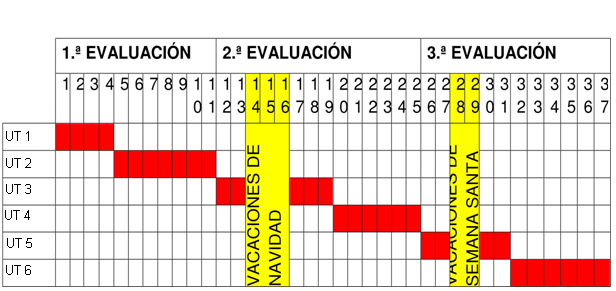 1.ª EVALUACIÓN 2.ª EVALUACIÓN 3.ª EVALUACIÓN
1 2 3 4 5 6 7 8 9 10 12 13 14 15 16 17 18 19 20 21 22 23 24 25 26 27 28 29 30 31 32 33 34 35 36 37
UT 1
UT 2
UT 3
UT 4
UT 5
UT 6
VACACIONES DE
NAVIDAD
VACACIONES DE
SEMANA SANTA